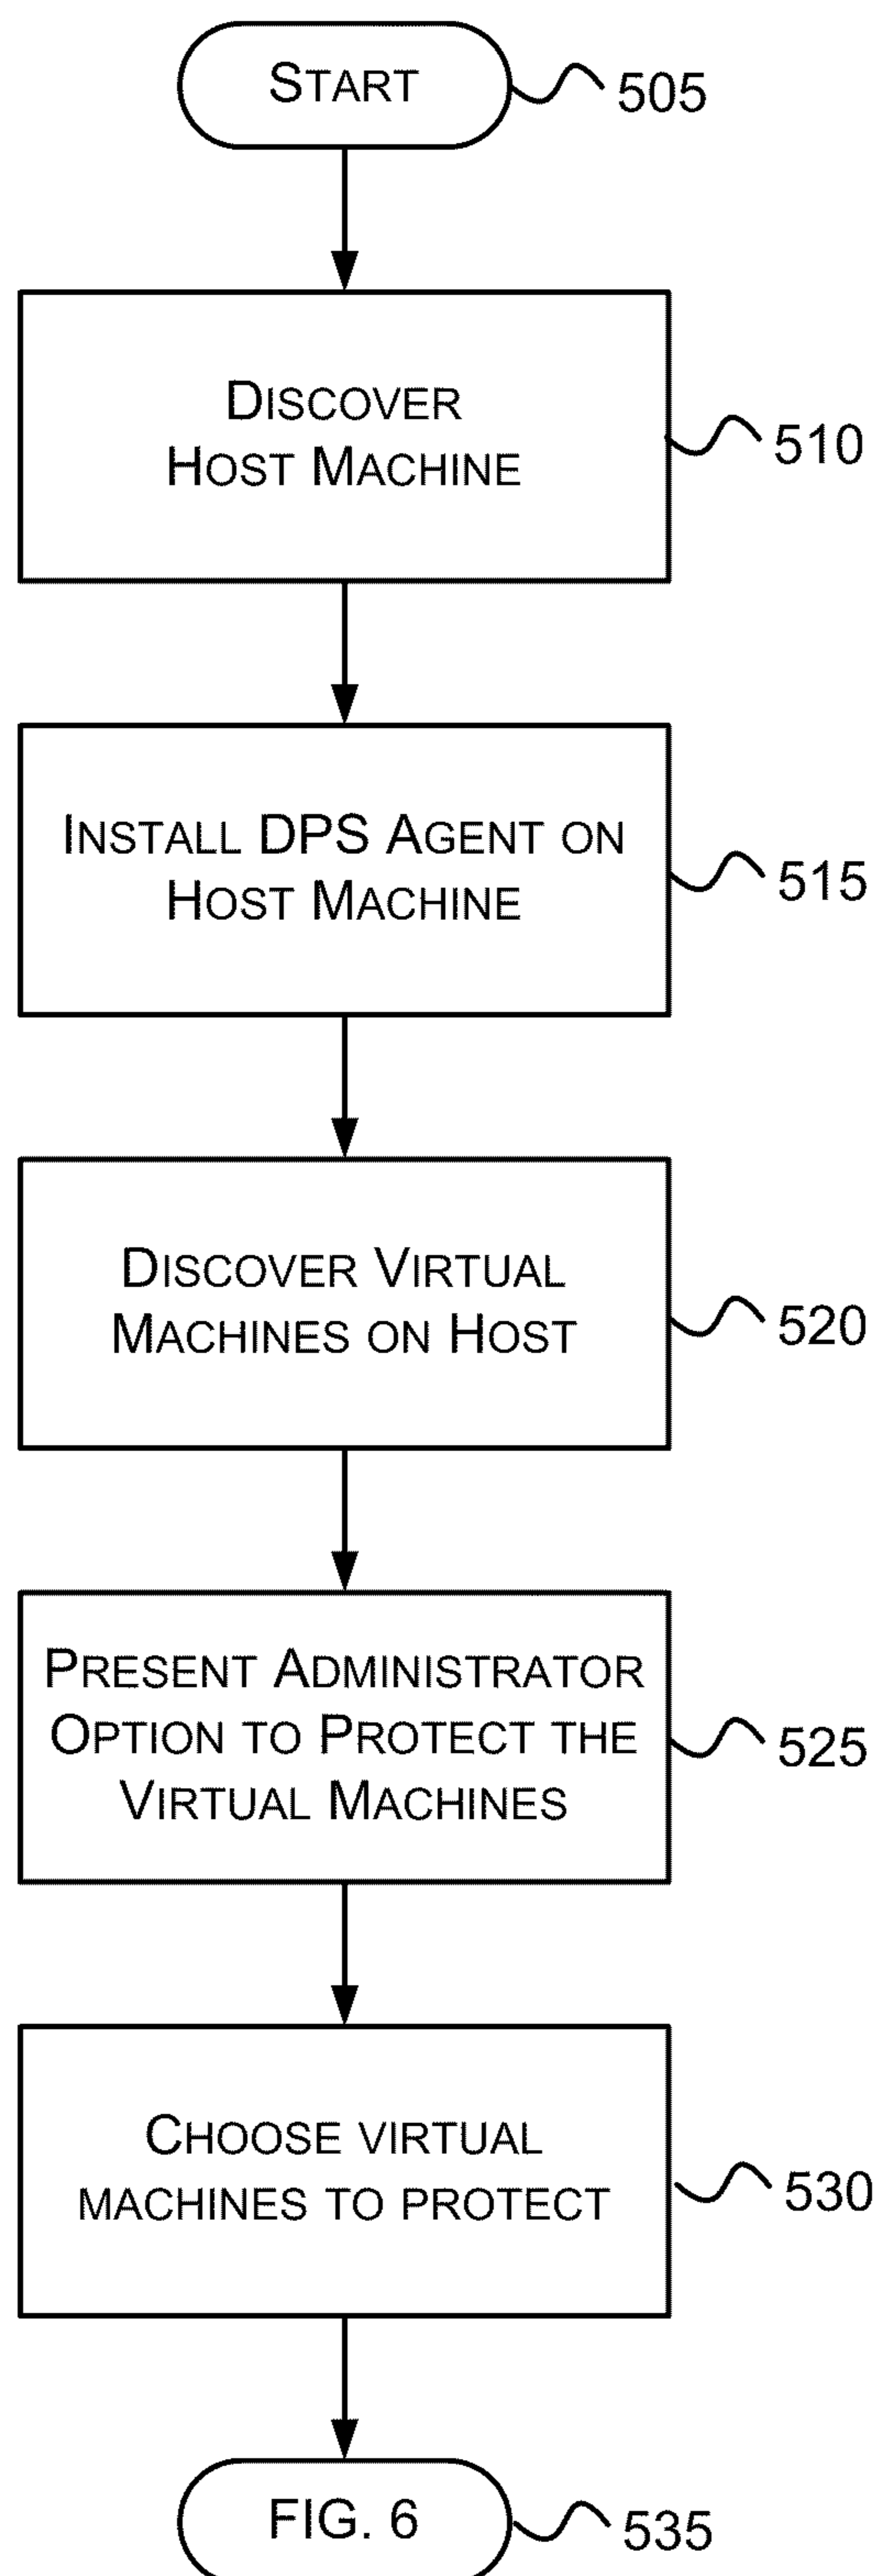 START
505
DISCOVER
HOST MACHINE
510
INSTALL DPS AGENT ON
HOST MACHINE
515
DISCOVER VIRTUAL
MACHINES ON HOST
520
PRESENT ADMINISTRATOR
OPTION TO PROTECT THE
VIRTUAL MACHINES
525
CHOOSE VIRTUAL
MACHINES TO PROTECT
530
FIG. 6
535